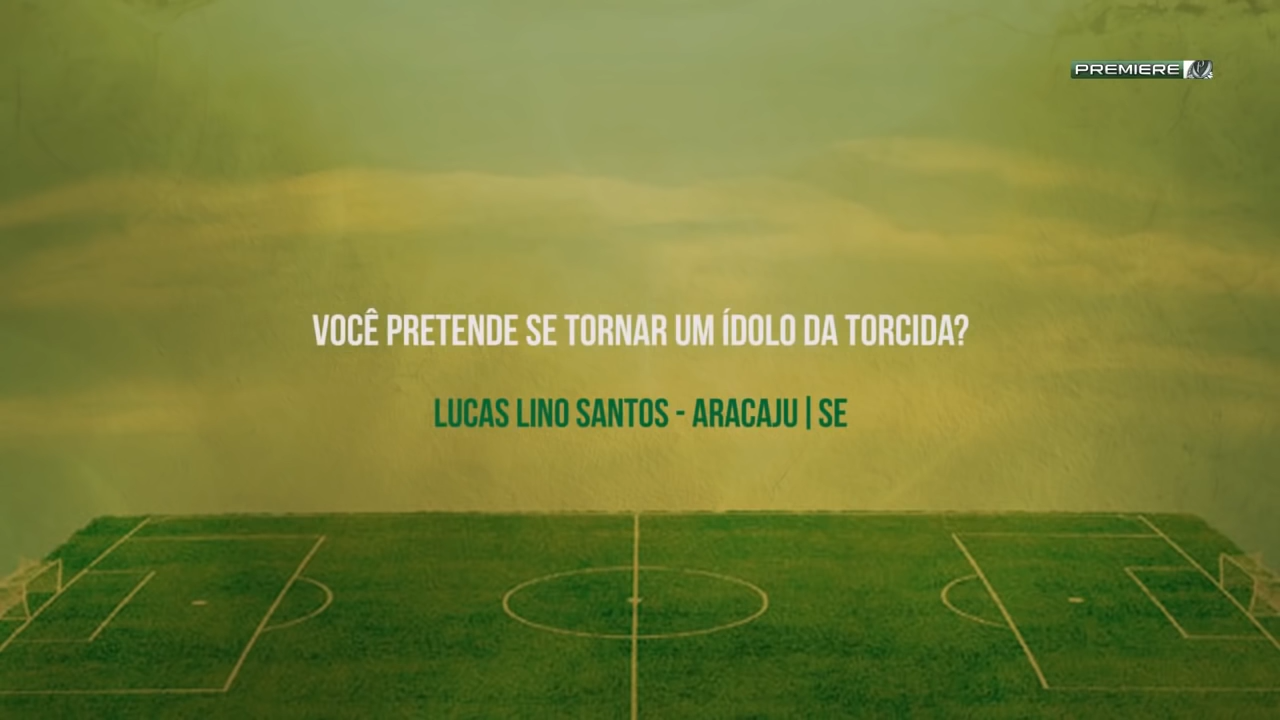 PREMIERE
VOCÊ PRETENDE SE TORNAR UM ÍDOLO DA TORCIDA?
LUCAS LINO SANTOS - ARACAJU | SE